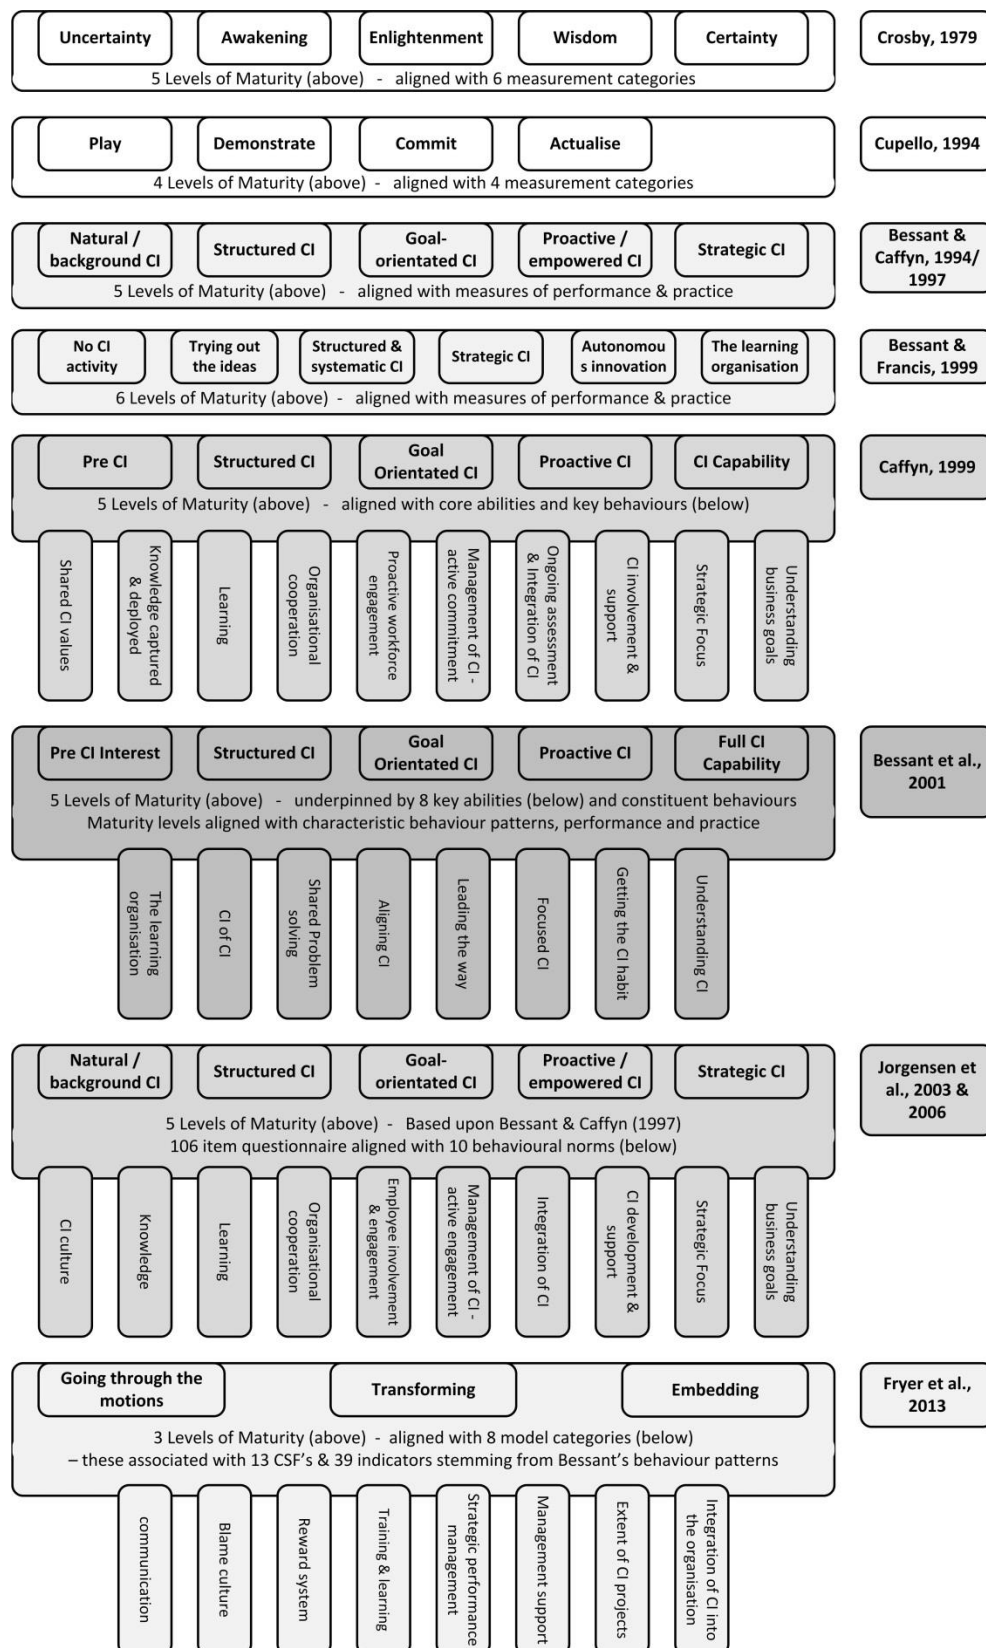 Uncertainty
Awakening
Enlightenment
Wisdom
Certainty
Crosby, 1979
5 Levels of Maturity (above)   -   aligned with 6 measurement categories
Play
Demonstrate
Commit
Actualise
Cupello, 1994
4 Levels of Maturity (above)  -   aligned with 4 measurement categories
Natural /
background CI
Structured CI
Goal-
orientated CI
Proactive /
empowered CI
Strategic CI
Bessant &
Caffyn, 1994/
1997
5 Levels of Maturity (above)   -   aligned with measures of performance & practice
No CI
activity
Trying out
the ideas
Structured &
systematic CI
Strategic CI
Autonomou
s innovation
The learning
organisation
Bessant &
Francis, 1999
6 Levels of Maturity (above)  -   aligned with measures of performance & practice
Pre CI
Structured CI
Goal
Orientated CI
Proactive CI
CI Capability
Caffyn, 1999
5 Levels of Maturity (above)   -   aligned with core abilities and key behaviours (below)
Shared CI values
Knowledge captured
& deployed
Learning
Organisational
cooperation
Proactive workforce
engagement
Management of CI -
active commitment
Ongoing assessment
& Integration of CI
CI involvement &
support
Strategic Focus
Understanding
business goals
Pre CI Interest
Structured CI
Goal
Orientated CI
Proactive CI
Full CI
Capability
Bessant et al.,
2001
5 Levels of Maturity (above)   -   underpinned by 8 key abilities (below) and constituent behaviours
Maturity levels aligned with characteristic behaviour patterns, performance and practice
The learning
organisation
CI of CI
Shared Problem
solving
Aligning CI
Leading the way
Focused CI
Getting the CI habit
Understanding CI
Natural /
background CI
Structured CI
Goal-
orientated CI
Proactive /
empowered CI
Strategic CI
Jorgensen et
al., 2003 &
2006
5 Levels of Maturity (above)  -   Based upon Bessant & Caffyn (1997)
106 item questionnaire aligned with 10 behavioural norms (below)
CI culture
Knowledge
Learning
Organisational
cooperation
Employee involvement
& engagement
Management of CI -
active engagement
Integration of CI
CI development &
support
Strategic Focus
Understanding
business goals
Going through the
motions
Transforming
Embedding
Fryer et al.,
2013
3 Levels of Maturity (above)  -  aligned with 8 model categories (below)
– these associated with 13 CSF's & 39 indicators stemming from Bessant's behaviour patterns
communication
Blame culture
Reward system
Training & learning
Strategic performance
management
Management support
Extent of CI projects
Integration of CI into
the organisation